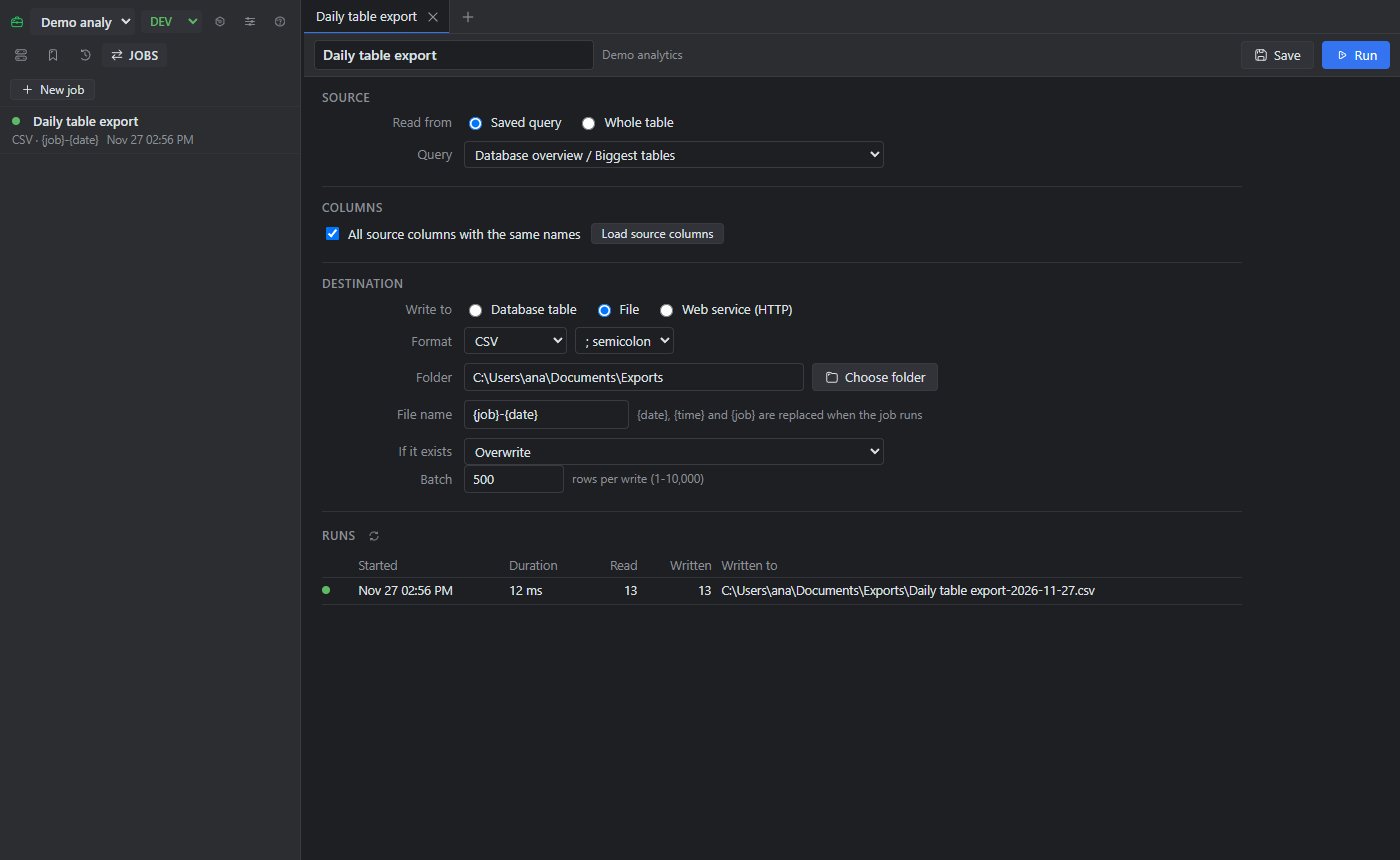 Demo analy DEV
JOBS
New job
Daily table export
CSV · {job}-{date} Nov 27 02:56 PM
Daily table export
Daily table export Demo analytics Save Run
SOURCE
Read from Saved query Whole table
Query Database overview / Biggest tables
COLUMNS
All source columns with the same names Load source columns
DESTINATION
Write to Database table File Web service (HTTP)
Format CSV ; semicolon
Folder C:\Users\ana\Documents\Exports Choose folder
File name {job}-{date} {date}, {time} and {job} are replaced when the job runs
If it exists Overwrite
Batch 500 rows per write (1-10,000)
RUNS
Started Duration Read Written Written to
Nov 27 02:56 PM 12 ms 13 13 C:\Users\ana\Documents\Exports\Daily table export-2026-11-27.csv